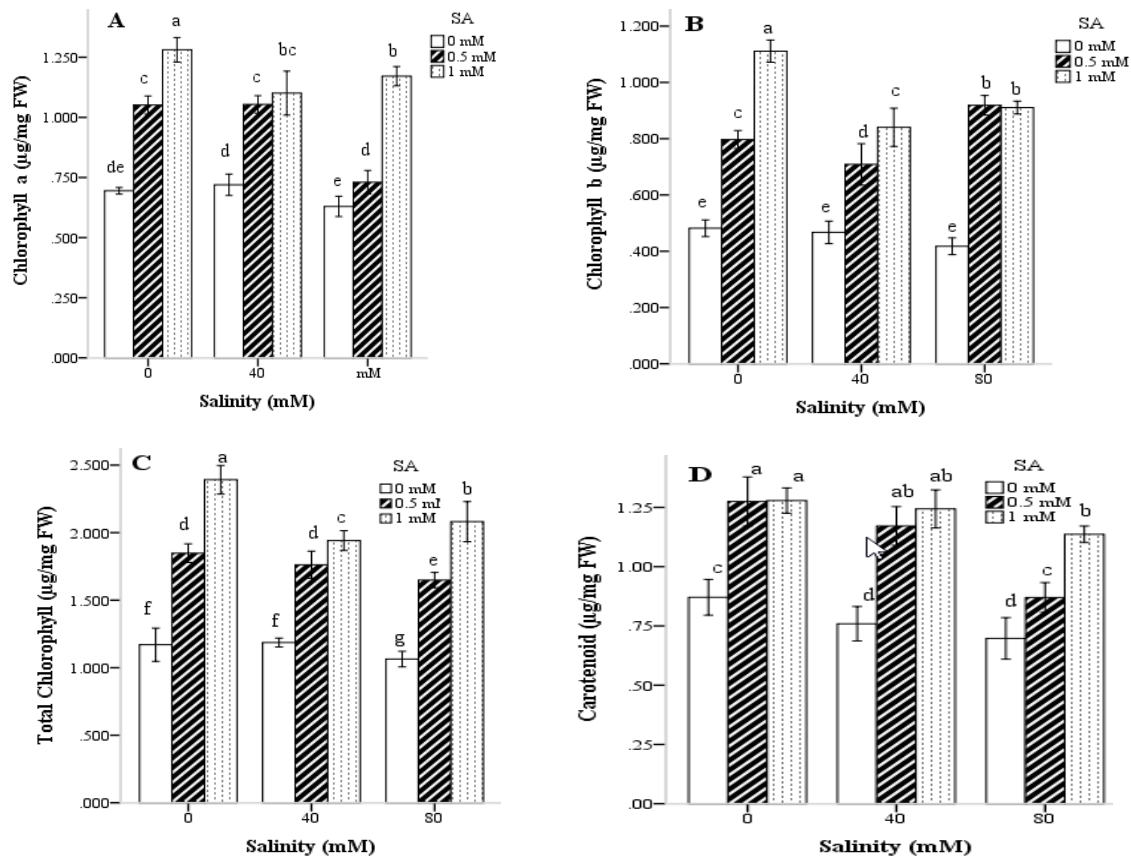 A
SA
0 mM
0.5 mM
1 mM
Chlorophyll a (µg/mg FW)
1.250
1.000
.750
.500
.250
.000
de
c
a
d
c
bc
e
d
b
0
40
mM
Salinity (mM)
B
SA
0 mM
0.5 mM
1 mM
Chlorophyll b (µg/mg FW)
1.200
1.000
.800
.600
.400
.200
.000
e
c
a
e
d
c
e
b
b
0
40
80
Salinity (mM)
C
SA
0 mM
0.5 ml
1 mM
Total Chlorophyll (µg/mg FW)
2.500
2.000
1.500
1.000
.500
.000
f
d
a
f
d
c
g
e
b
0
40
80
Salinity (mM)
D
SA
0 mM
0.5 mM
1 mM
Carotenoid (µg/mg FW)
1.25
1.00
.75
.50
.25
.00
c
a
a
d
ab
ab
d
c
b
0
40
80
Salinity (mM)